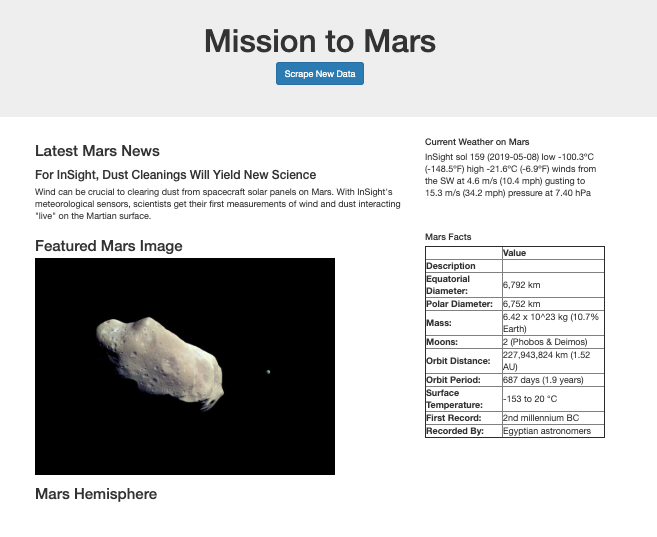 Mission to Mars
Scrape New Data
Latest Mars News
For InSight, Dust Cleanings Will Yield New Science
Wind can be crucial to clearing dust from spacecraft solar panels on Mars. With InSight's
meteorological sensors, scientists get their first measurements of wind and dust interacting
"live" on the Martian surface.
Featured Mars Image
Mars Hemisphere
Current Weather on Mars
InSight sol 159 (2019-05-08) low -100.3ºC
(-148.5ºF) high -21.6ºC (-6.9ºF) winds from
the SW at 4.6 m/s (10.4 mph) gusting to
15.3 m/s (34.2 mph) pressure at 7.40 hPa
Mars Facts
Value
Description
Equatorial
Diameter:
6,792 km
Polar Diameter: 6,752 km
Mass:
6.42 x 10^23 kg (10.7%
Earth)
Moons: 2 (Phobos & Deimos)
Orbit Distance:
227,943,824 km (1.52
AU)
Orbit Period: 687 days (1.9 years)
Surface
Temperature:
-153 to 20 °C
First Record: 2nd millennium BC
Recorded By: Egyptian astronomers